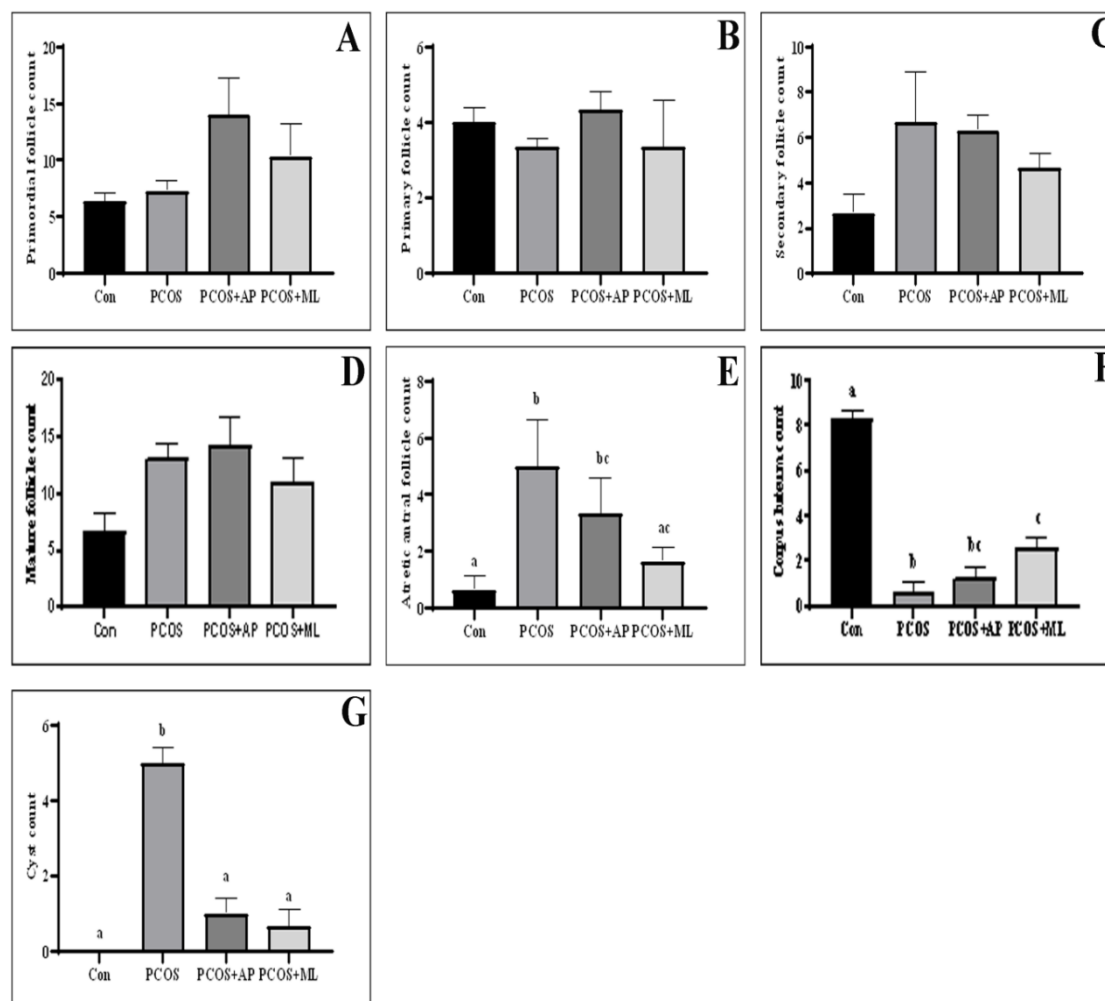 A
Primordial follicle count
20
15
10
5
0
Con PCOS PCOS+AP PCOS+ML
B
Primary follicle count
6
4
2
0
Con PCOS PCOS+AP PCOS+ML
C
Secondary follicle count
10
8
6
4
2
0
Con PCOS PCOS+AP PCOS+ML
D
Mature follicle count
20
15
10
5
0
Con PCOS PCOS+AP PCOS+ML
E
Atretic antral follicle count
8
6
4
2
0
a
b
bc
ac
Con PCOS PCOS+AP PCOS+ML
F
Corpus luteum count
10
8
6
4
2
0
a
b
bc
c
Con PCOS PCOS+AP PCOS+ML
G
Cyst count
6
4
2
0
a
b
a
a
Con PCOS PCOS+AP PCOS+ML